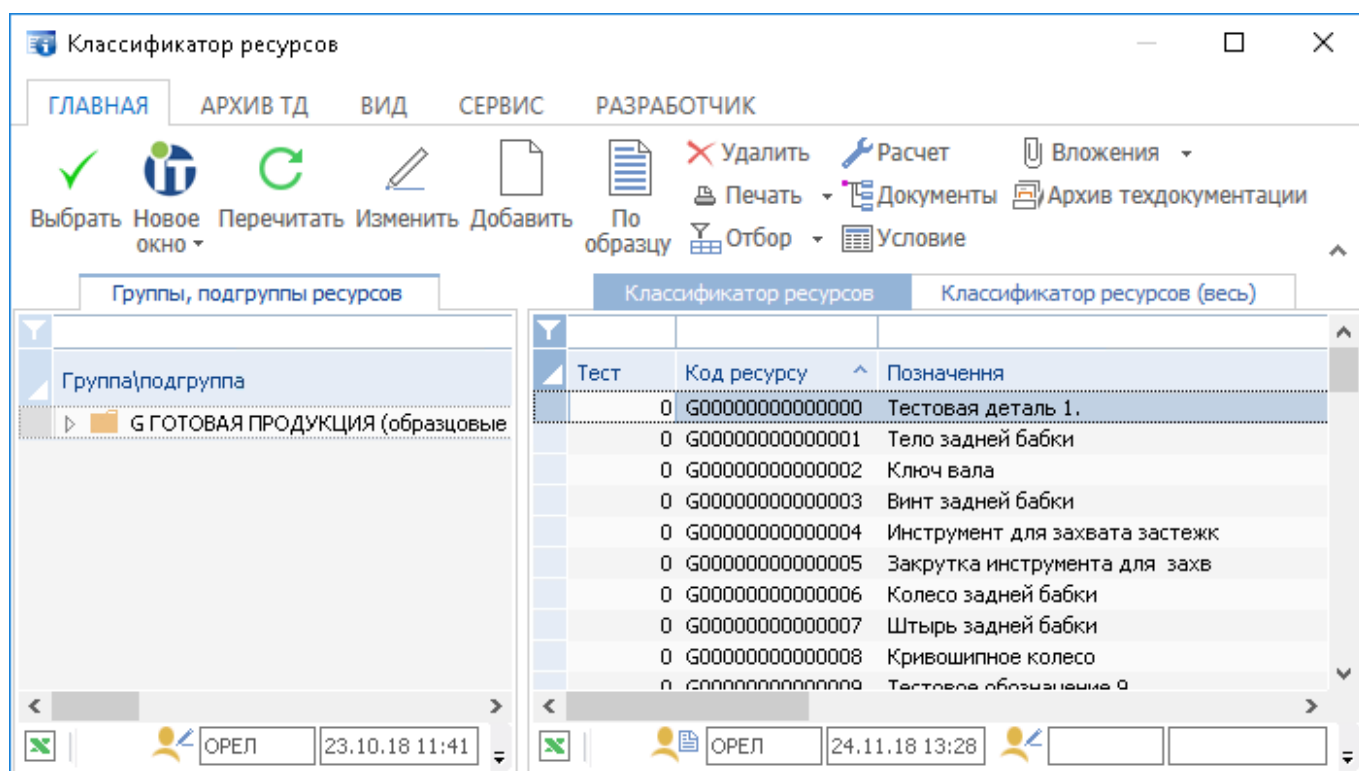 Классификатор ресурсов
ГЛАВНАЯ АРХИВ ТД ВИД СЕРВИС РАЗРАБОТЧИК
Выбрать Новое окно Перечитать Изменить Добавить По образцу
Удалить Расчет Вложения
Печать Документы Архив техдокументации
Отбор Условие
Группы, подгруппы ресурсов Классификатор ресурсов Классификатор ресурсов (весь)
Группа\подгруппа Тест Код ресурсу Позначення
G ГОТОВАЯ ПРОДУКЦИЯ (образцовые
0 G00000000000000 Тестовая деталь 1.
0 G00000000000001 Тело задней бабки
0 G00000000000002 Ключ вала
0 G00000000000003 Винт задней бабки
0 G00000000000004 Инструмент для захвата застежк
0 G00000000000005 Закрутка инструмента для захв
0 G00000000000006 Колесо задней бабки
0 G00000000000007 Штырь задней бабки
0 G00000000000008 Кривошипное колесо
0 G00000000000009 Тестовое обозначение 9
ОРЕЛ 23.10.18 11:41 ОРЕЛ 24.11.18 13:28